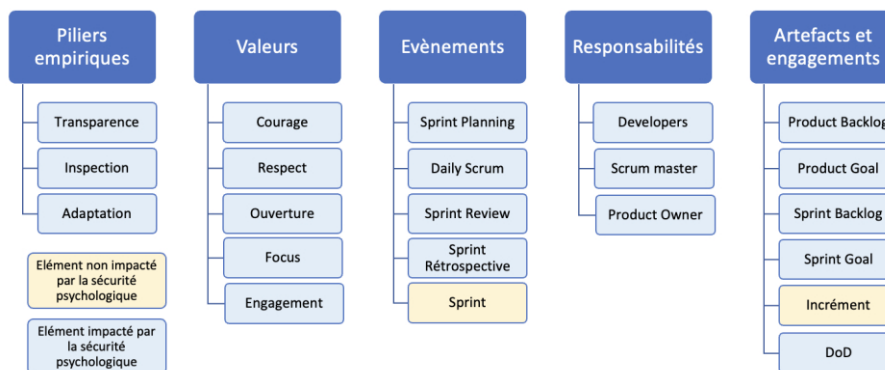 Piliers
empiriques
Transparence
Inspection
Adaptation
Elément non impacté
par la sécurité
psychologique
Elément impacté par
la sécurité
psychologique
Valeurs
Courage
Respect
Ouverture
Focus
Engagement
Evènements
Sprint Planning
Daily Scrum
Sprint Review
Sprint
Rétrospective
Sprint
Responsabilités
Developers
Scrum master
Product Owner
Artefacts et
engagements
Product Backlog
Product Goal
Sprint Backlog
Sprint Goal
Incrément
DoD